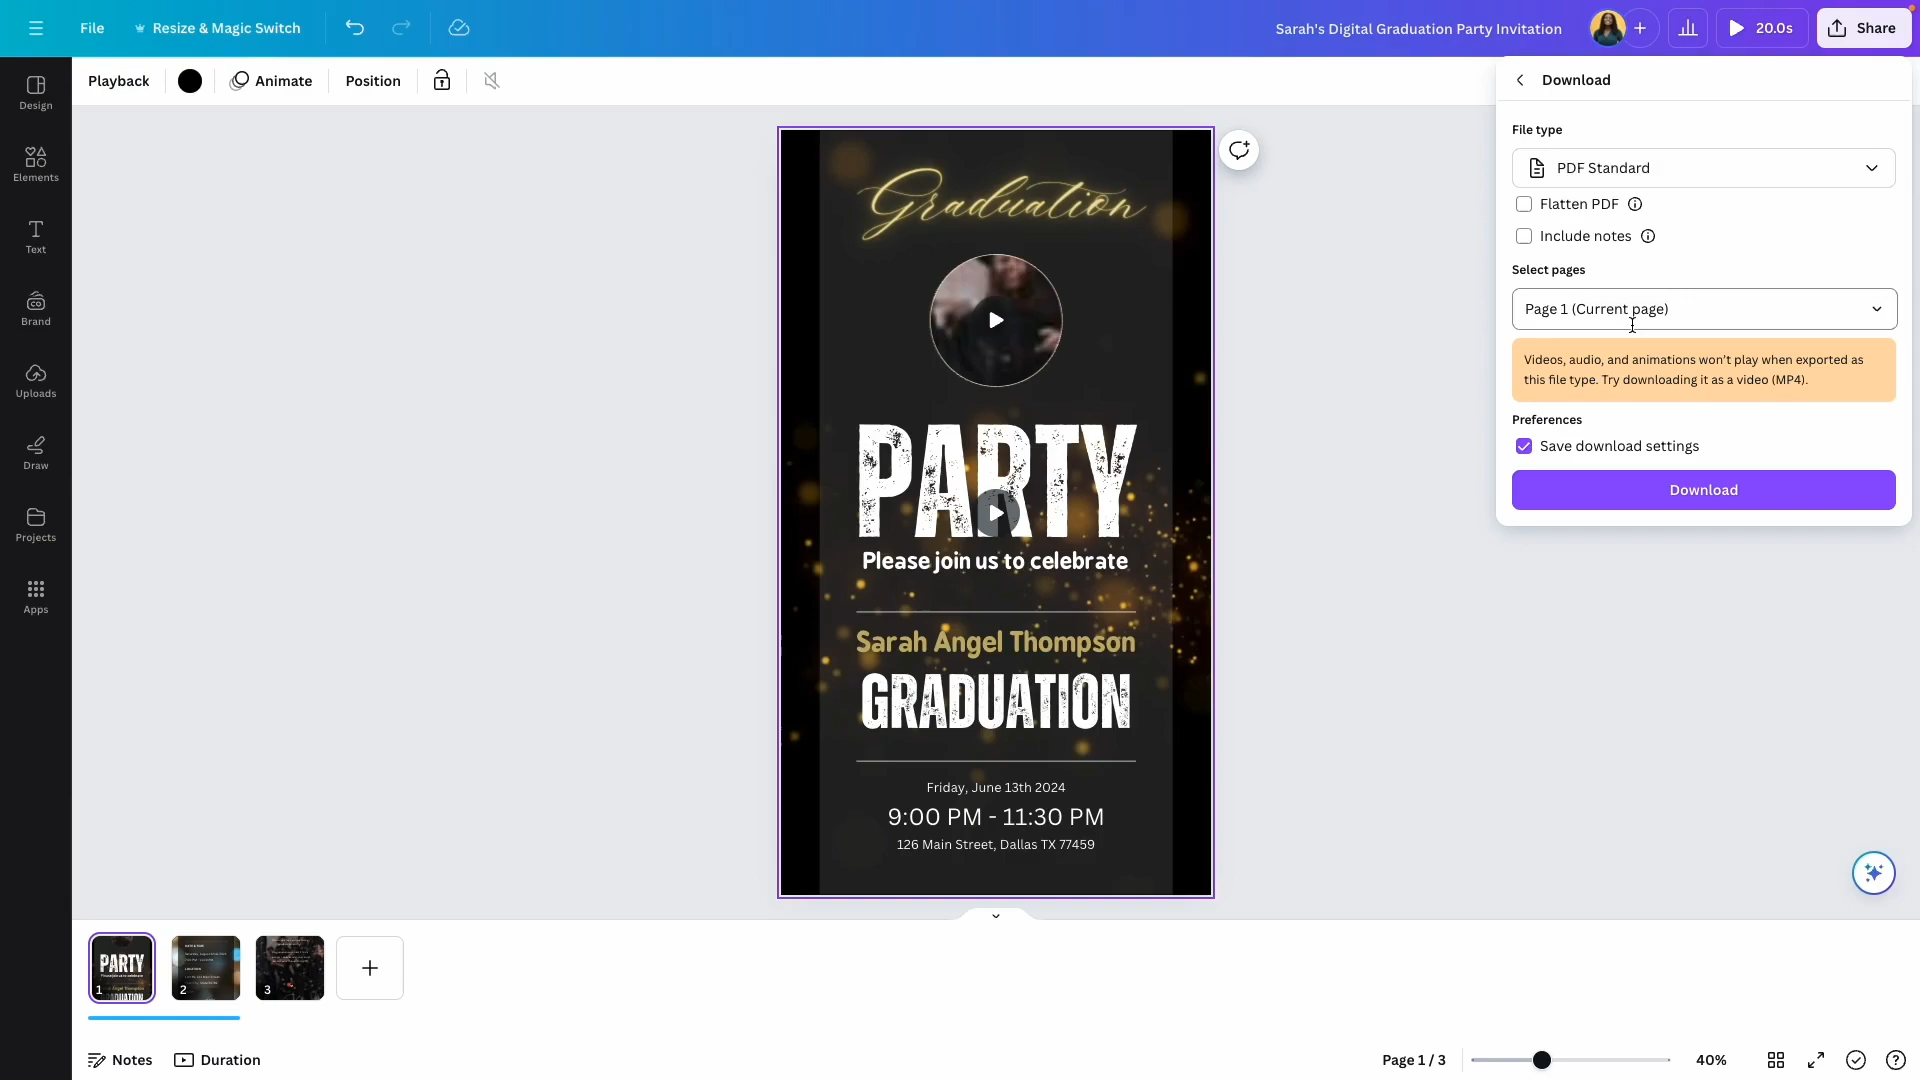 File
Resize & Magic Switch
Sarah's Digital Graduation Party Invitation
20.0s
Share
Playback
Animate
Position
Design
Elements
Text
Brand
Uploads
Draw
Projects
Apps
Graduation
PARTY
Please join us to celebrate
Sarah Angel Thompson
GRADUATION
Friday, June 13th 2024
9:00 PM - 11:30 PM
126 Main Street, Dallas TX 77459
Download
File type
PDF Standard
Flatten PDF
Include notes
Select pages
Page 1 (Current page)
Videos, audio, and animations won't play when exported as
this file type. Try downloading it as a video (MP4).
Preferences
Save download settings
Download
PARTY
1
2
3
Notes
Duration
Page 1 / 3
40%